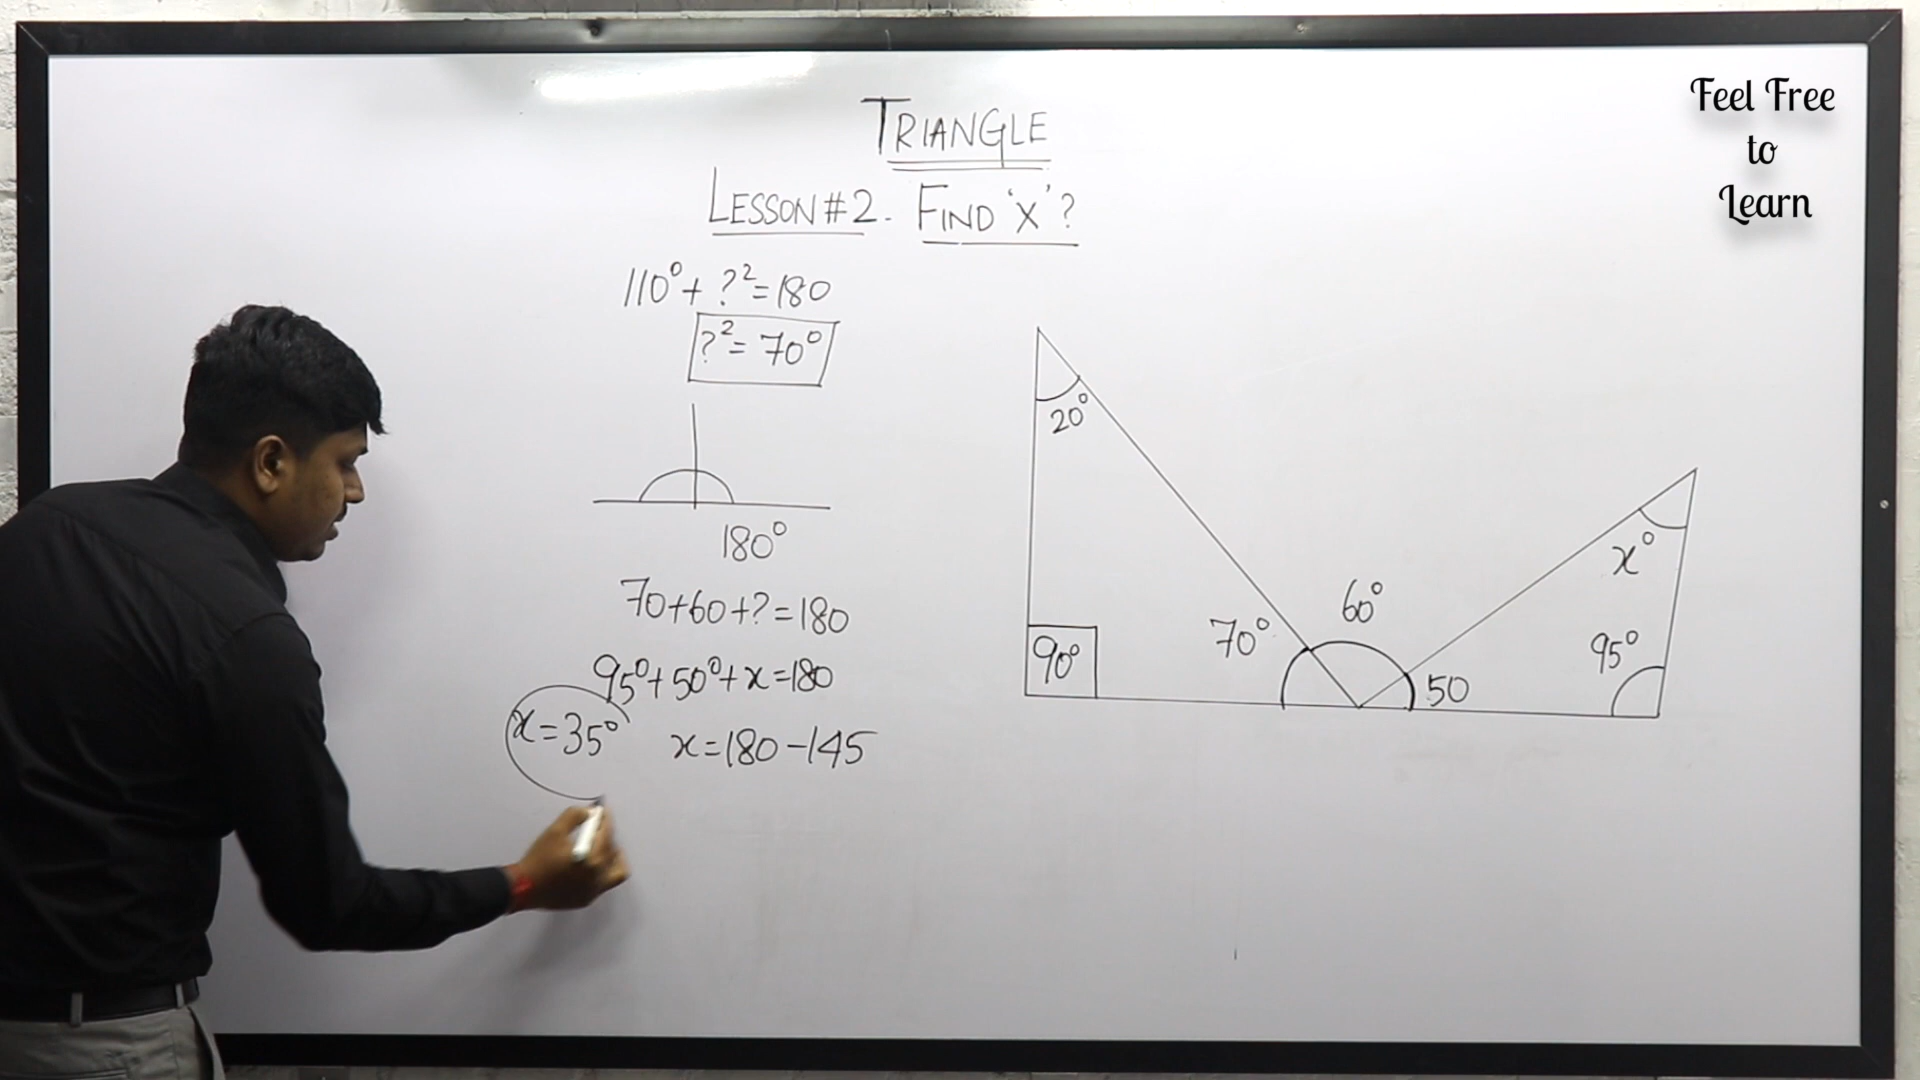 Feel Free
to
Learn
TRIANGLE
LESSON #2. FIND 'X' ?
110° + ?² = 180
?² = 70°
180°
70+60+? = 180
95°+50°+x=180
x=35°
x=180-145
20°
90°
70°
60°
50
95°
x°